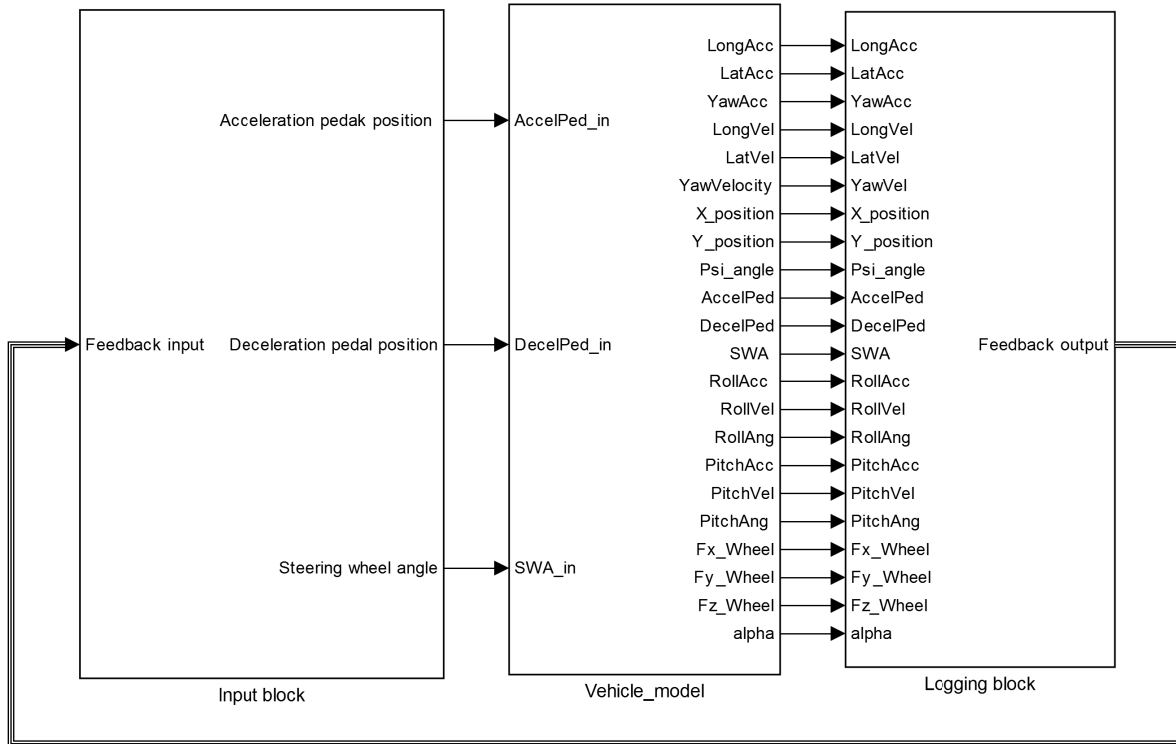 Acceleration pedak position
Feedback input
Deceleration pedal position
Steering wheel angle
Input block
AccelPed_in
DecelPed_in
SWA_in
LongAcc
LatAcc
YawAcc
LongVel
LatVel
YawVelocity
X_position
Y_position
Psi_angle
AccelPed
DecelPed
SWA
RollAcc
RollVel
RollAng
PitchAcc
PitchVel
PitchAng
Fx_Wheel
Fy_Wheel
Fz_Wheel
alpha
Vehicle_model
LongAcc
LatAcc
YawAcc
LongVel
LatVel
YawVel
X_position
Y_position
Psi_angle
AccelPed
DecelPed
SWA
RollAcc
RollVel
RollAng
PitchAcc
PitchVel
PitchAng
Fx_Wheel
Fy_Wheel
Fz_Wheel
alpha
Feedback output
Logging block